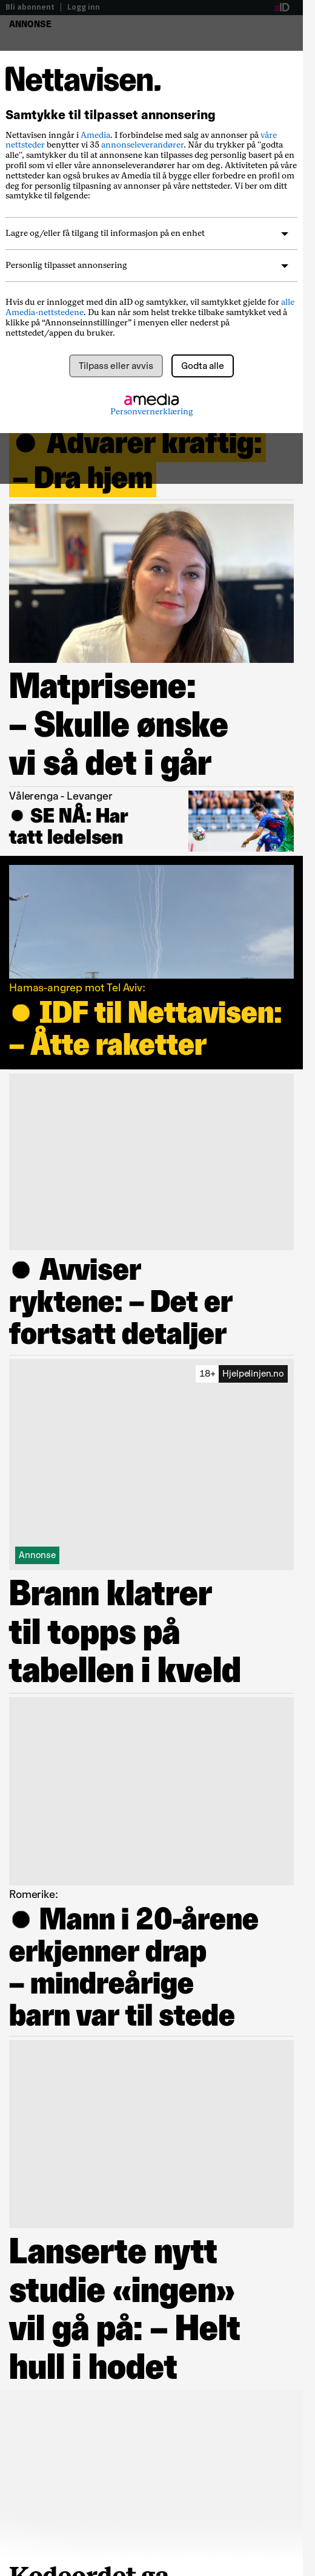 Bli abonnent | Logg inn
aID
ANNONSE
Nettavisen.
Samtykke til tilpasset annonsering
Nettavisen inngår i Amedia. I forbindelse med salg av annonser på våre
nettsteder benytter vi 35 annonseleverandører. Når du trykker på "godta
alle", samtykker du til at annonsene kan tilpasses deg personlig basert på en
profil som vi eller våre annonseleverandører har om deg. Aktiviteten på våre
nettsteder kan også brukes av Amedia til å bygge eller forbedre en profil om
deg for personlig tilpasning av annonser på våre nettsteder. Vi ber om ditt
samtykke til følgende:
Lagre og/eller få tilgang til informasjon på en enhet
Personlig tilpasset annonsering
Hvis du er innlogget med din aID og samtykker, vil samtykket gjelde for alle
Amedia-nettstedene. Du kan når som helst trekke tilbake samtykket ved å
klikke på "Annonseinnstillinger" i menyen eller nederst på
nettstedet/appen du bruker.
Tilpass eller avvis
Godta alle
amedia
Personvernerklæring
● Advarer kraftig:
– Dra hjem
Matprisene:
– Skulle ønske
vi så det i går
Vålerenga - Levanger
● SE NÅ: Har
tatt ledelsen
Hamas-angrep mot Tel Aviv:
● IDF til Nettavisen:
– Åtte raketter
● Avviser
ryktene: – Det er
fortsatt detaljer
18+ Hjelpelinjen.no
Annonse
Brann klatrer
til topps på
tabellen i kveld
Romerike:
● Mann i 20-årene
erkjenner drap
– mindreårige
barn var til stede
Lanserte nytt
studie «ingen»
vil gå på: – Helt
hull i hodet